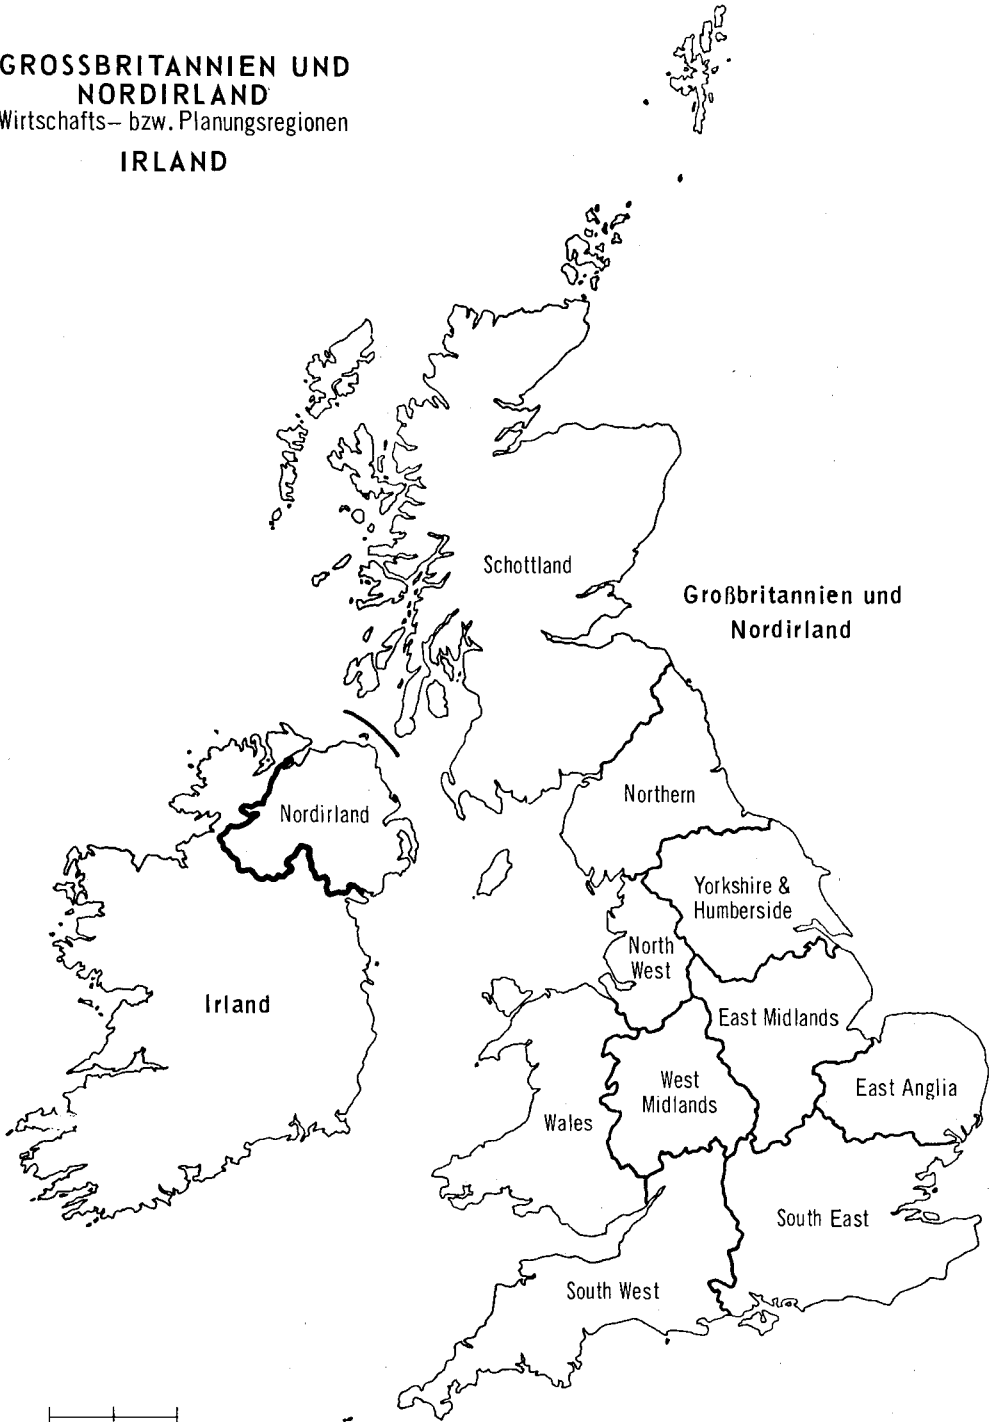 GROSSBRITANNIEN UND
NORDIRLAND
Wirtschafts– bzw. Planungsregionen
IRLAND
Schottland
Großbritannien und
Nordirland
Northern
Nordirland
Yorkshire &
Humberside
North
West
Irland
East Midlands
West
Midlands
East Anglia
Wales
South East
South West